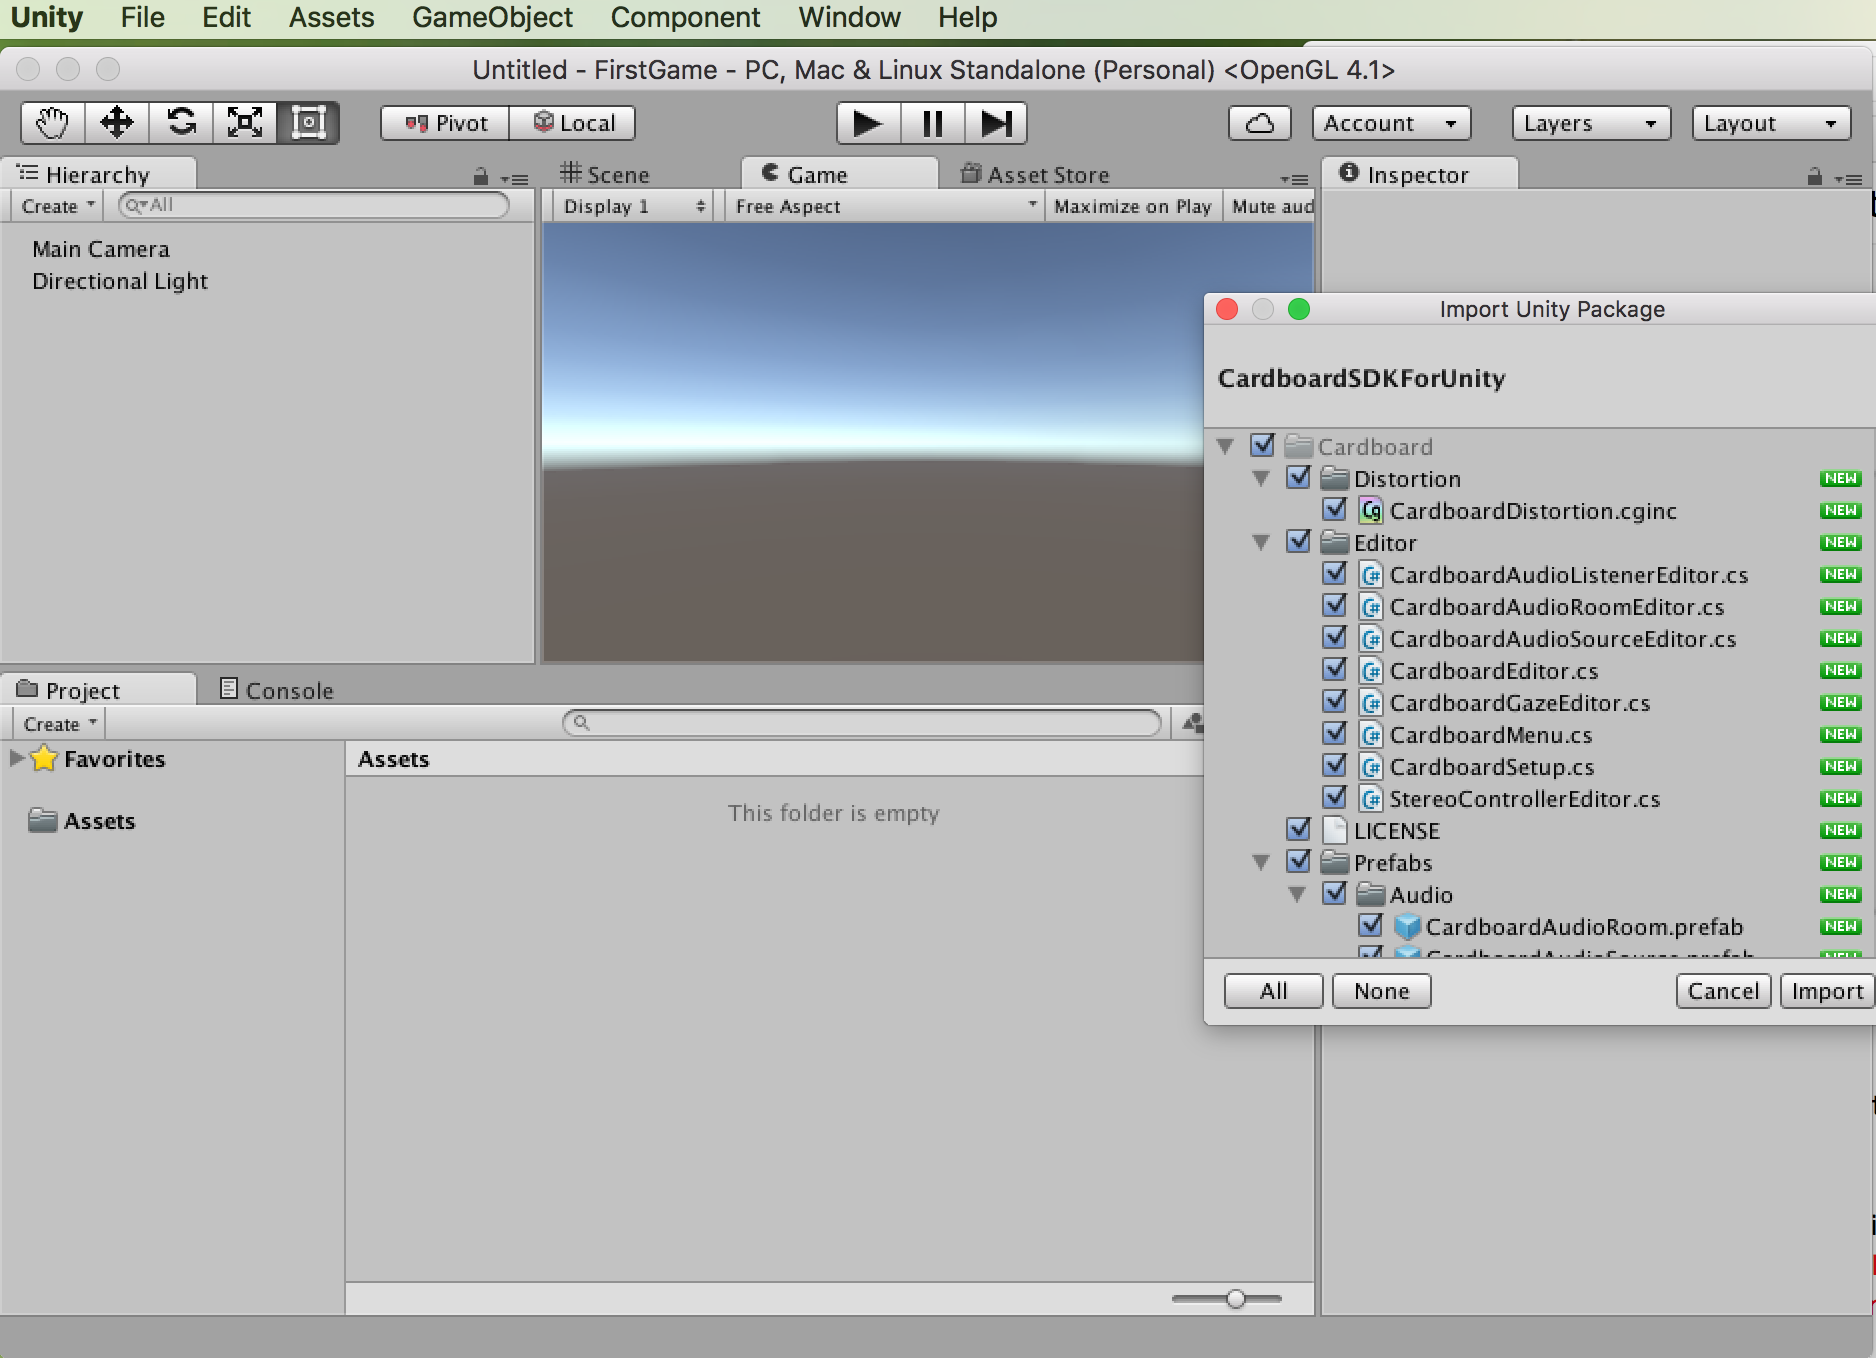 Unity File Edit Assets GameObject Component Window Help
Untitled - FirstGame - PC, Mac & Linux Standalone (Personal) <OpenGL 4.1>
Pivot Local Account Layers Layout
Hierarchy Scene Game Asset Store Inspector
Create All Display 1 Free Aspect Maximize on Play Mute aud
Main Camera
Directional Light
Import Unity Package
CardboardSDKForUnity
Cardboard
Distortion NEW
Cg CardboardDistortion.cginc NEW
Editor NEW
C# CardboardAudioListenerEditor.cs NEW
C# CardboardAudioRoomEditor.cs NEW
C# CardboardAudioSourceEditor.cs NEW
C# CardboardEditor.cs NEW
C# CardboardGazeEditor.cs NEW
C# CardboardMenu.cs NEW
C# CardboardSetup.cs NEW
C# StereoControllerEditor.cs NEW
LICENSE NEW
Prefabs NEW
Audio NEW
CardboardAudioRoom.prefab NEW
CardboardAudioSource.prefab NEW
All None Cancel Import
Project Console
Create
Favorites
Assets
Assets
This folder is empty